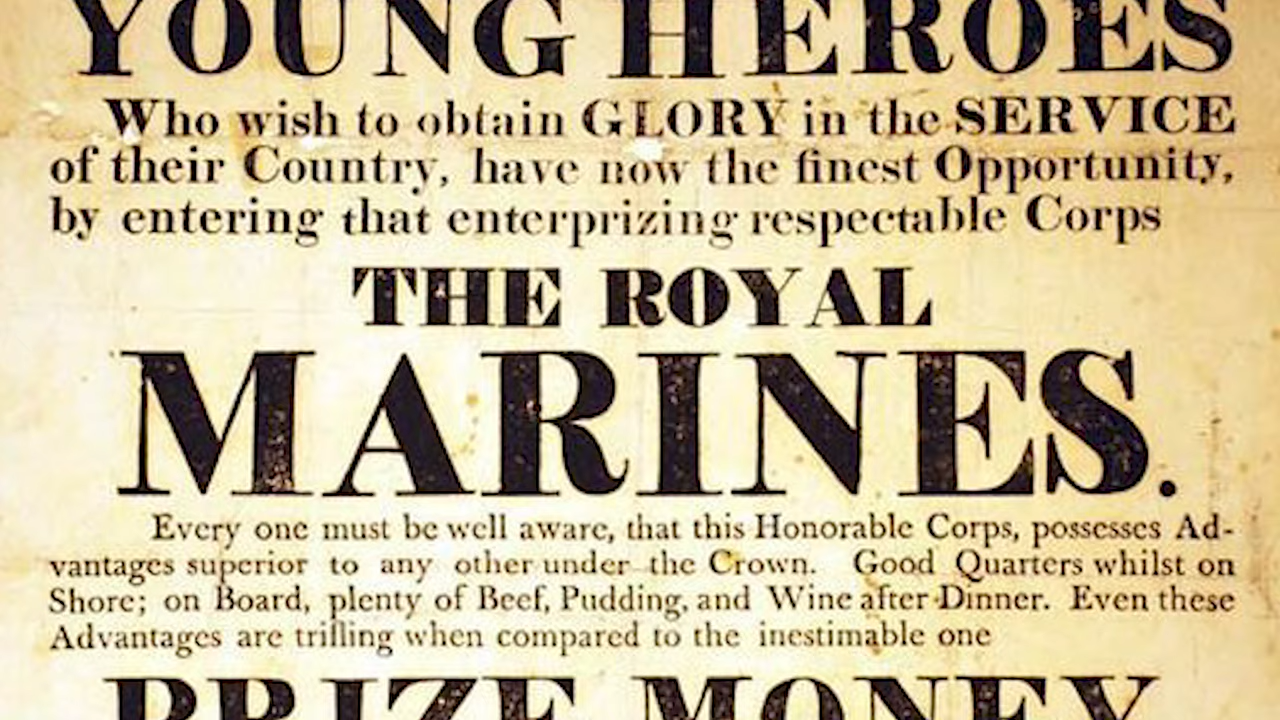 YOUNG HEROES
Who wish to obtain GLORY in the SERVICE
of their Country, have now the finest Opportunity,
by entering that enterprizing respectable Corps
THE ROYAL
MARINES.
Every one must be well aware, that this Honorable Corps, possesses Ad-
vantages superior to any other under the Crown. Good Quarters whilst on
Shore; on Board, plenty of Beef, Pudding, and Wine after Dinner. Even these
Advantages are trifling when compared to the inestimable one
PRIZE MONEY